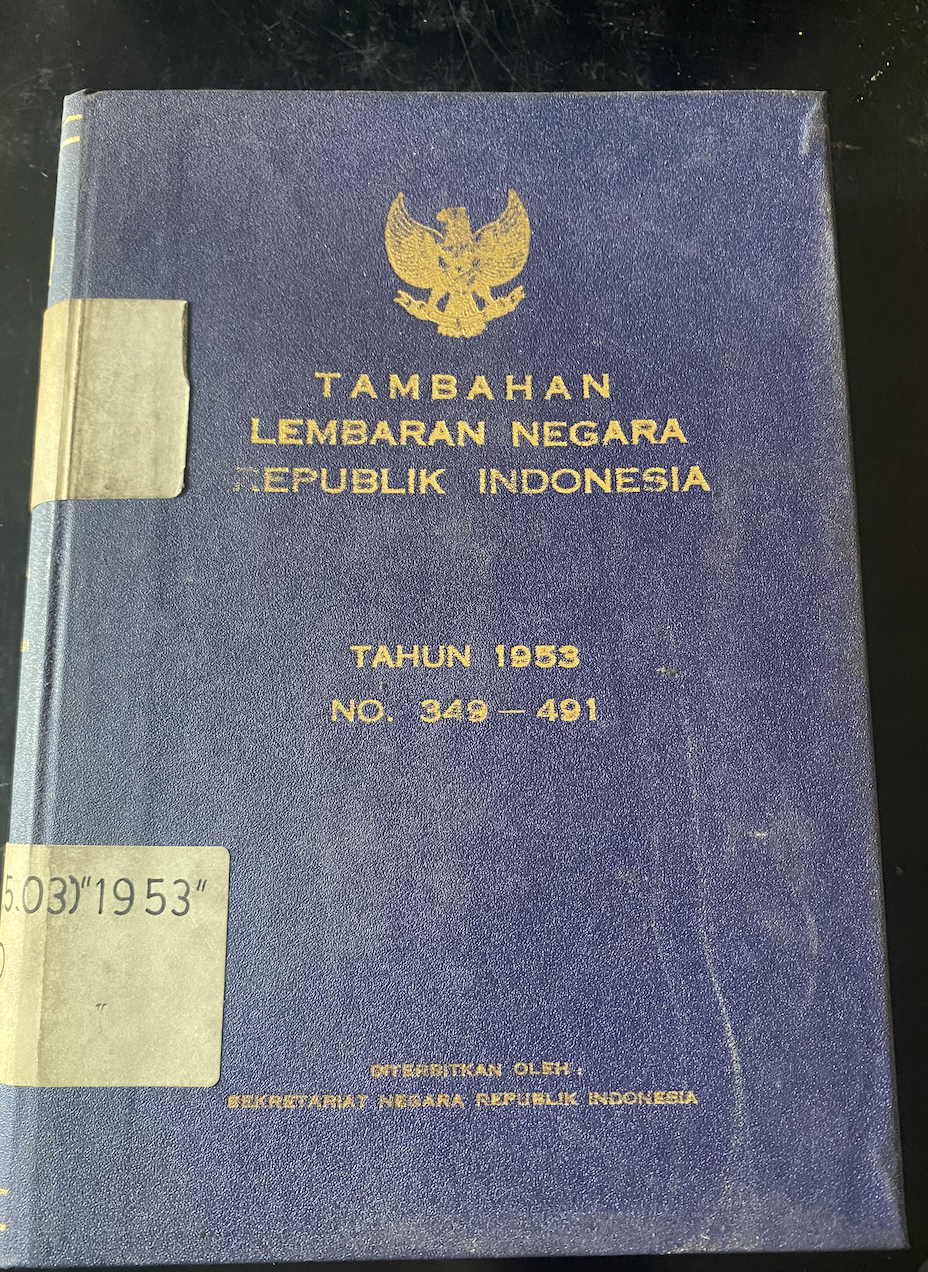 TAMBAHAN
LEMBARAN NEGARA
REPUBLIK INDONESIA
TAHUN 1953
NO. 349 — 491
5.03)"1953"
"
DITERBITKAN OLEH :
SEKRETARIAT NEGARA REPUBLIK INDONESIA